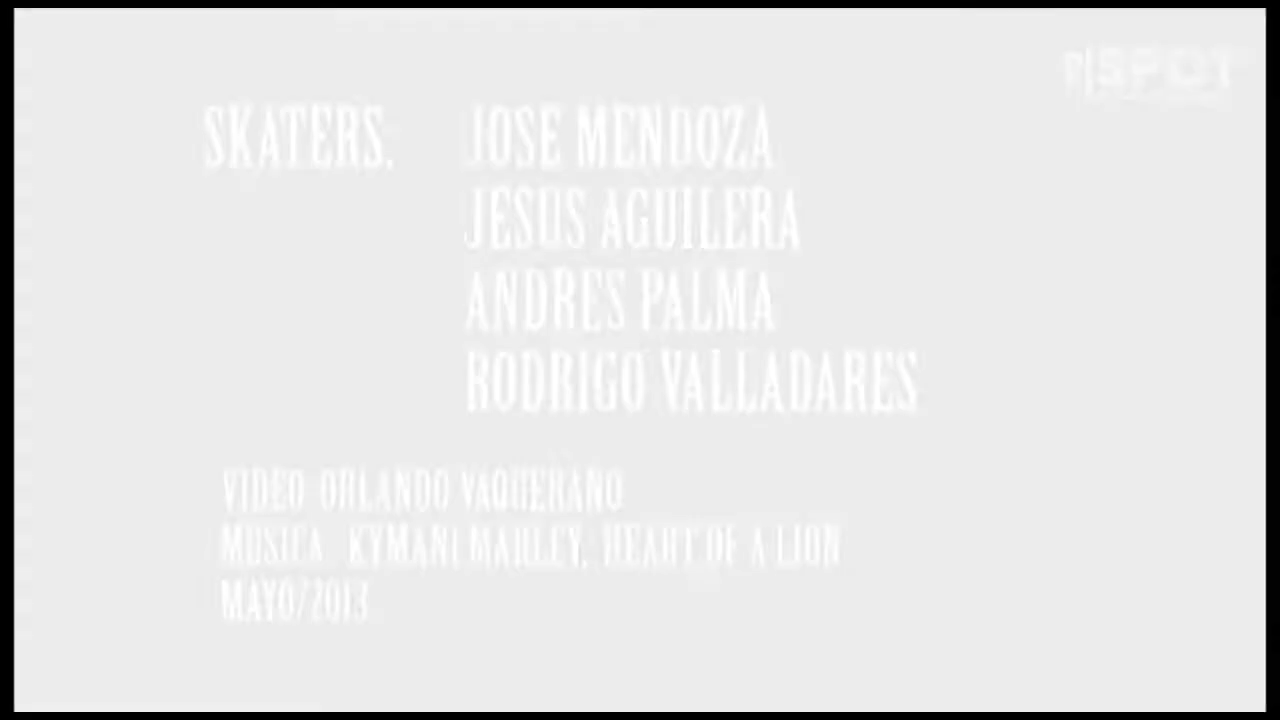 SPOT
SKATERS. JOSE MENDOZA
JESUS AGUILERA
ANDRES PALMA
RODRIGO VALLADARES
VIDEO ORLANDO VAQUERANO
MUSICA KYMANI MARLEY, HEART OF A LION
MAYO/2013